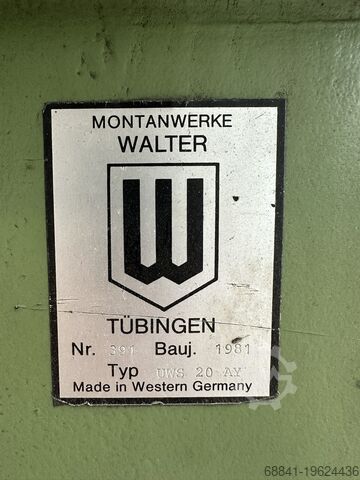 MONTANWERKE
WALTER
W
TÜBINGEN
Nr. 391 Bauj. 1981
Typ UWS 20 AY
Made in Western Germany
68841-19624436